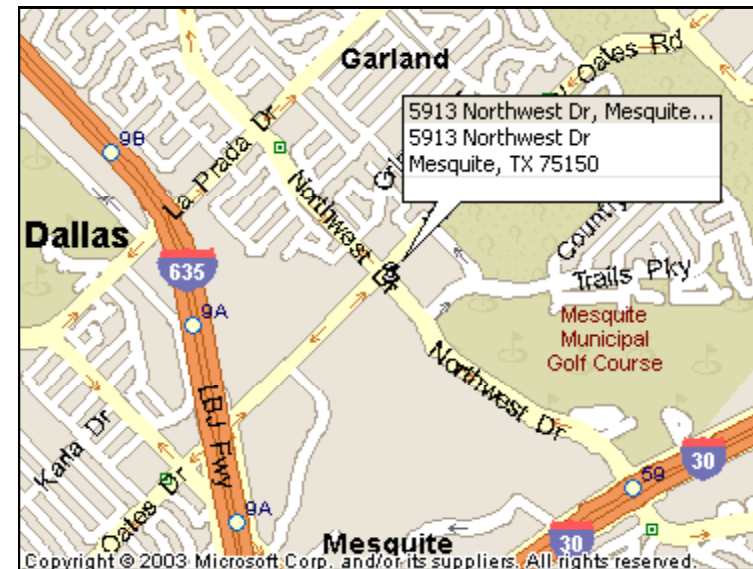 Garland
Oates Rd
5913 Northwest Dr, Mesquite...
5913 Northwest Dr
Mesquite, TX 75150
9B
La Prada Dr
Northwest Dr
Dallas
635
Country
Trails Pky
9A
Mesquite
Municipal
Golf Course
Northwest Dr
LBJ Fwy
Karla Dr
30
59
Oates Dr
9A
Mesquite
30
Copyright © 2003 Microsoft Corp. and/or its suppliers. All rights reserved.